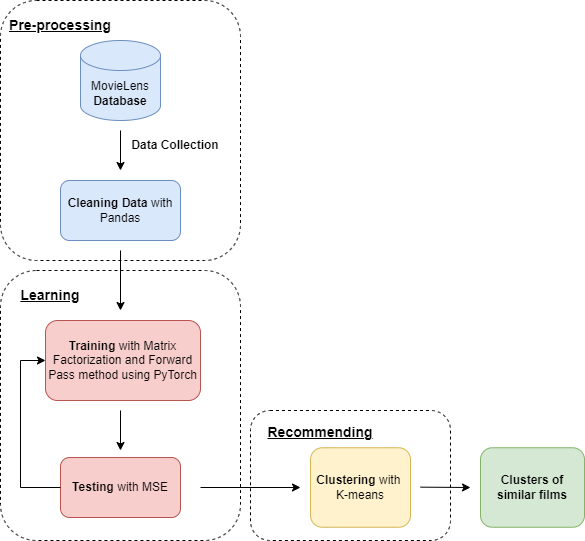 Pre-processing
MovieLens
Database
Data Collection
Cleaning Data with
Pandas
Learning
Training with Matrix
Factorization and Forward
Pass method using PyTorch
Testing with MSE
Recommending
Clustering with
K-means
Clusters of
similar films